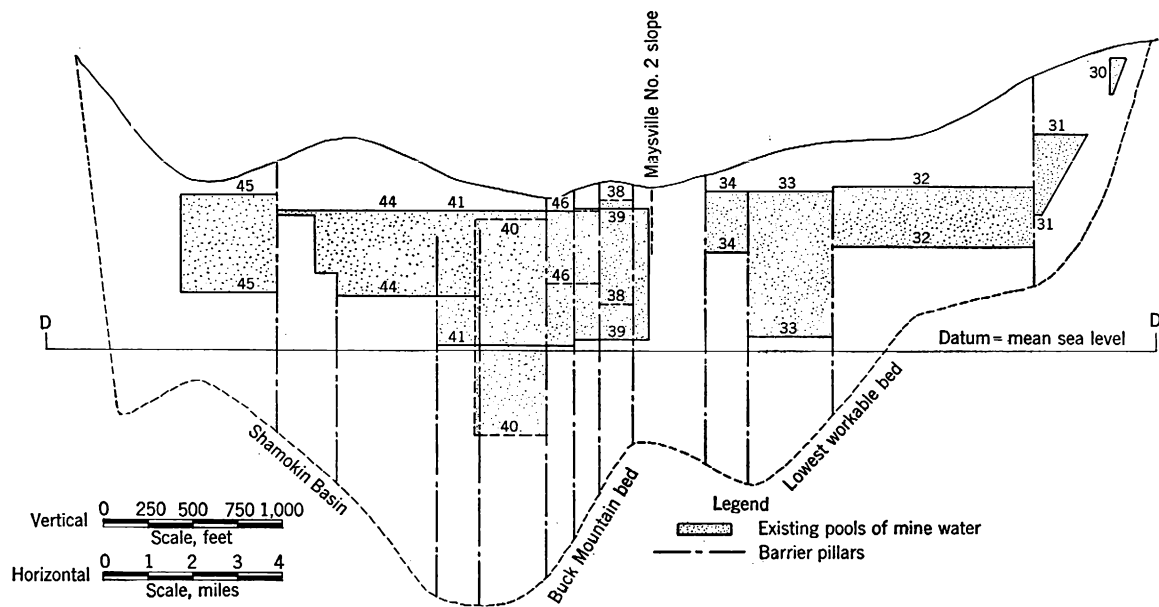 Maysville No. 2 slope
30
31
45
44
41
46
38
34
33
32
40
39
31
34
32
46
45
44
38
39
41
33
D
D
Datum = mean sea level
40
Shamokin Basin
Buck Mountain bed
Lowest workable bed
Legend
Existing pools of mine water
Barrier pillars
Vertical
0 250 500 750 1,000
Scale, feet
Horizontal
0 1 2 3 4
Scale, miles